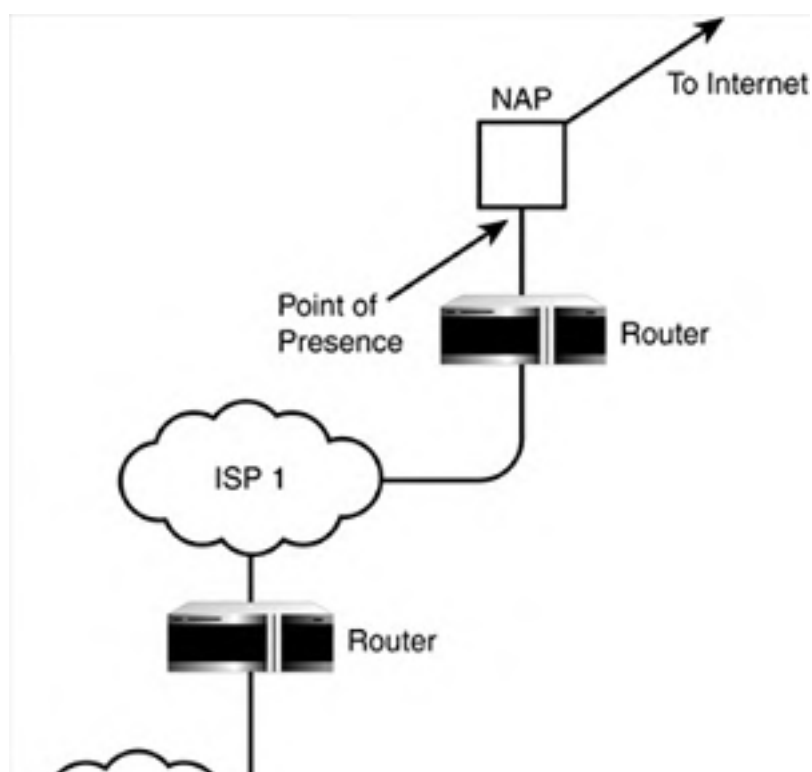 To Internet
NAP
Point of
Presence
Router
ISP 1
Router